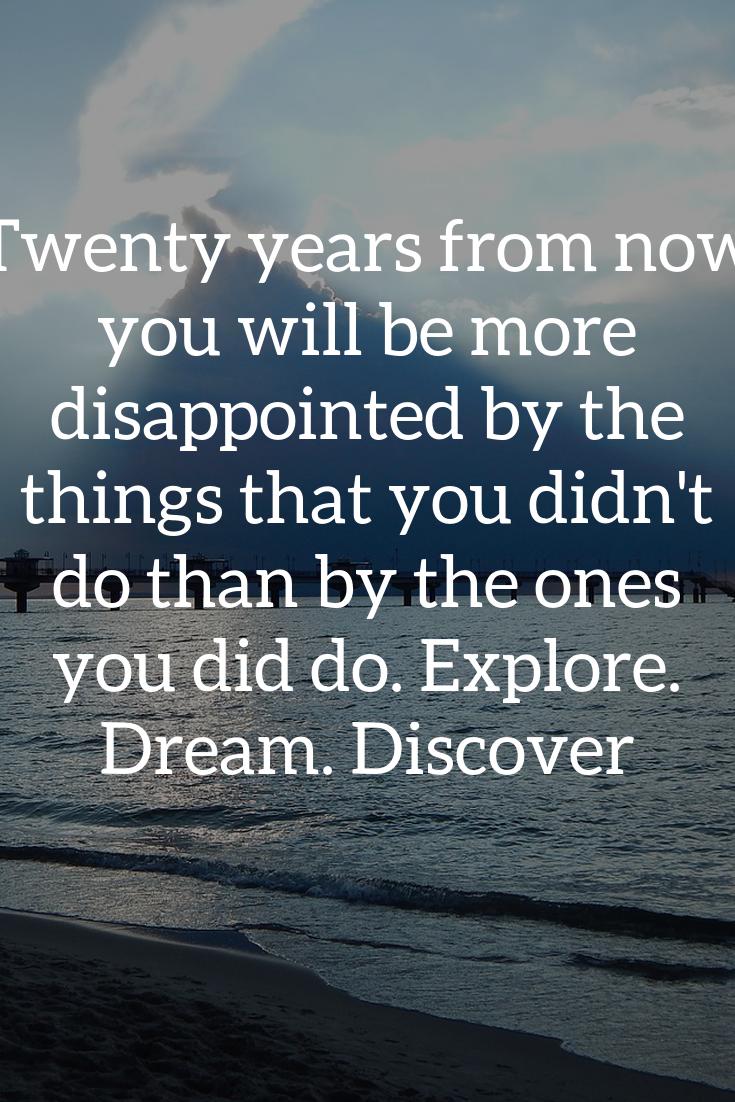 Twenty years from now
you will be more
disappointed by the
things that you didn't
do than by the ones
you did do. Explore.
Dream. Discover